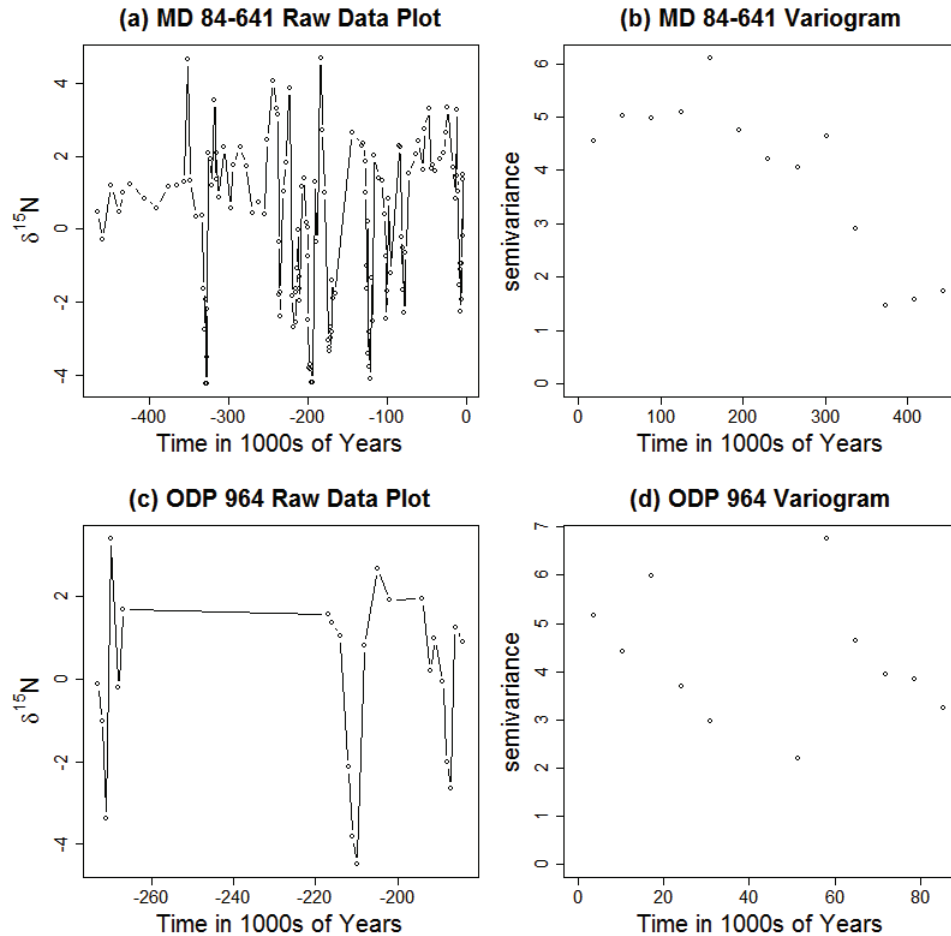 (a) MD 84-641 Raw Data Plot
δ¹⁵N
4
2
0
-2
-4
-400 -300 -200 -100 0
Time in 1000s of Years
(b) MD 84-641 Variogram
semivariance
6
5
4
3
2
1
0
0 100 200 300 400
Time in 1000s of Years
(c) ODP 964 Raw Data Plot
δ¹⁵N
2
0
-2
-4
-260 -240 -220 -200
Time in 1000s of Years
(d) ODP 964 Variogram
semivariance
7
6
5
4
3
2
1
0
0 20 40 60 80
Time in 1000s of Years